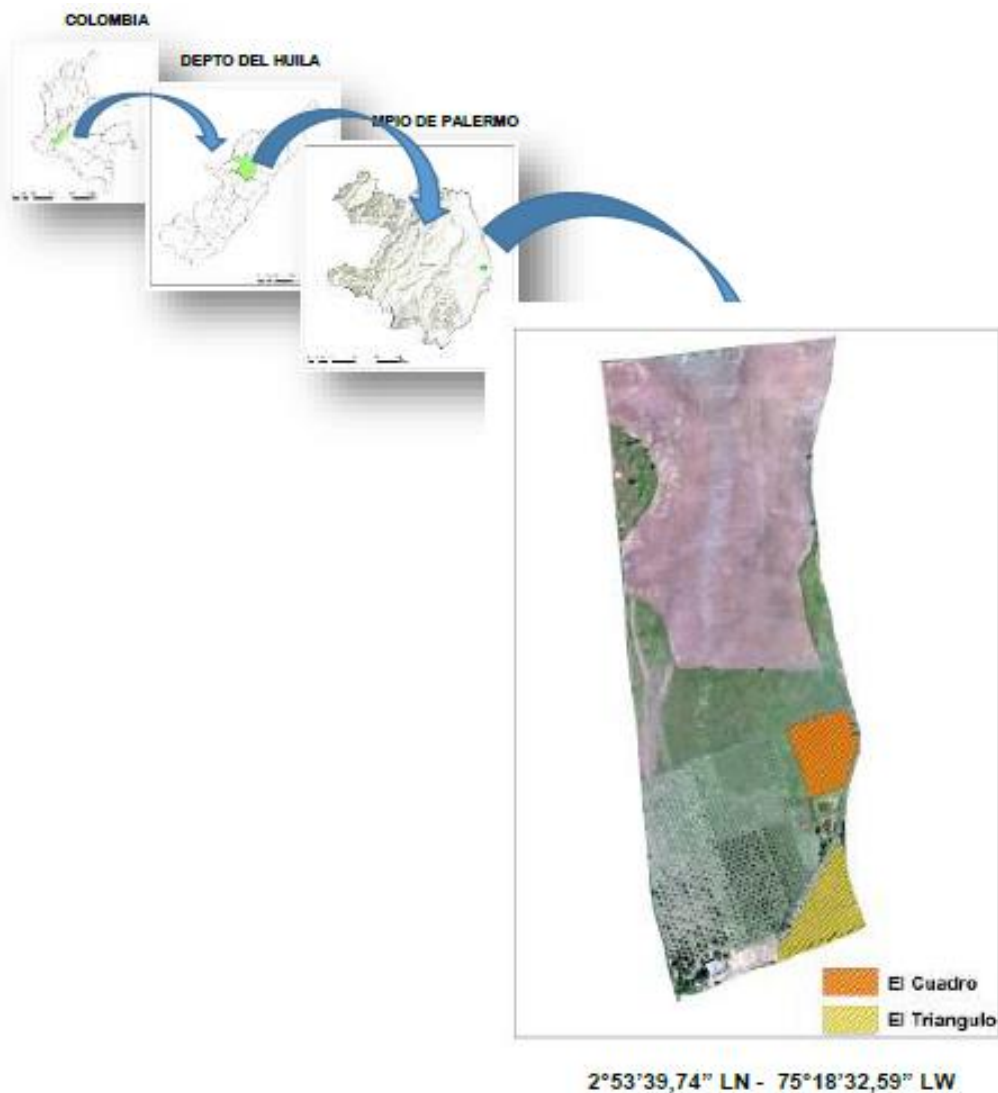 COLOMBIA
DEPTO DEL HUILA
MPIO DE PALERMO
El Cuadro
El Triangulo
2°53’39,74” LN - 75°18’32,59” LW